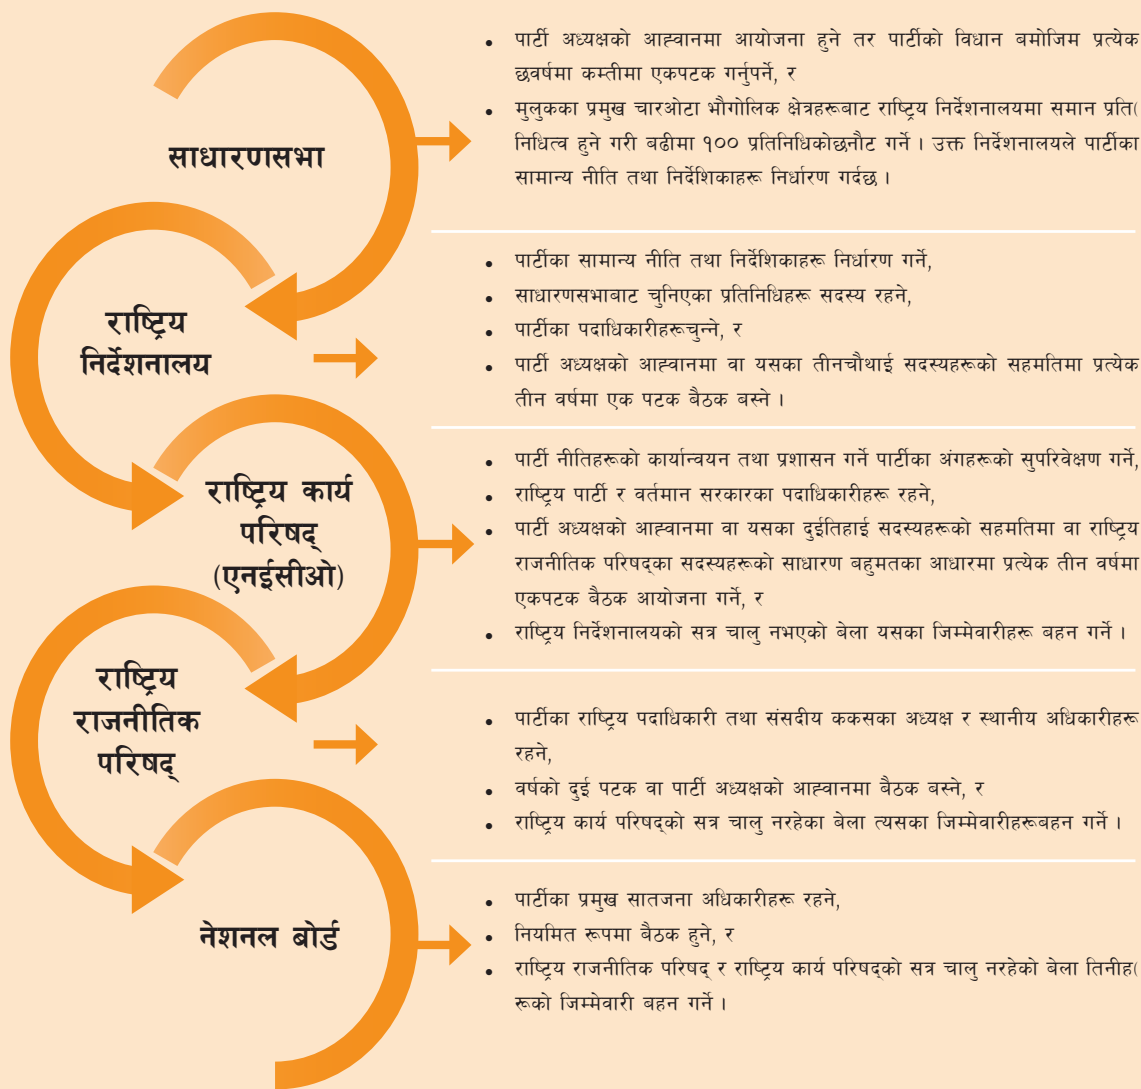 साधारणसभा
• पार्टी अध्यक्षको आह्वानमा आयोजना हुने तर पार्टीको विधान बमोजिम प्रत्येक
छवर्षमा कम्तीमा एकपटक गर्नुपर्ने, र
• मुलुकका प्रमुख चारओटा भौगोलिक क्षेत्रहरूबाट राष्ट्रिय निर्देशनालयमा समान प्रति(
निधित्व हुने गरी बढीमा १०० प्रतिनिधिकोछनौट गर्ने । उक्त निर्देशनालयले पार्टीका
सामान्य नीति तथा निर्देशिकाहरू निर्धारण गर्दछ ।
राष्ट्रिय
निर्देशनालय
• पार्टीका सामान्य नीति तथा निर्देशिकाहरू निर्धारण गर्ने,
• साधारणसभाबाट चुनिएका प्रतिनिधिहरू सदस्य रहने,
• पार्टीका पदाधिकारीहरूचुन्ने, र
• पार्टी अध्यक्षको आह्वानमा वा यसका तीनचौथाई सदस्यहरूको सहमतिमा प्रत्येक
तीन वर्षमा एक पटक बैठक बस्ने ।
राष्ट्रिय कार्य
परिषद्
(एनईसीओ)
• पार्टी नीतिहरूको कार्यान्वयन तथा प्रशासन गर्ने पार्टीका अंगहरूको सुपरिवेक्षण गर्ने,
• राष्ट्रिय पार्टी र वर्तमान सरकारका पदाधिकारीहरू रहने,
• पार्टी अध्यक्षको आह्वानमा वा यसका दुईतिहाई सदस्यहरूको सहमतिमा वा राष्ट्रिय
राजनीतिक परिषद्का सदस्यहरूको साधारण बहुमतका आधारमा प्रत्येक तीन वर्षमा
एकपटक बैठक आयोजना गर्ने, र
• राष्ट्रिय निर्देशनालयको सत्र चालु नभएको बेला यसका जिम्मेवारीहरू बहन गर्ने ।
राष्ट्रिय
राजनीतिक
परिषद्
• पार्टीका राष्ट्रिय पदाधिकारी तथा संसदीय ककसका अध्यक्ष र स्थानीय अधिकारीहरू
रहने,
• वर्षको दुई पटक वा पार्टी अध्यक्षको आह्वानमा बैठक बस्ने, र
• राष्ट्रिय कार्य परिषद्को सत्र चालु नरहेका बेला त्यसका जिम्मेवारीहरूबहन गर्ने ।
नेशनल बोर्ड
• पार्टीका प्रमुख सातजना अधिकारीहरू रहने,
• नियमित रूपमा बैठक हुने, र
• राष्ट्रिय राजनीतिक परिषद् र राष्ट्रिय कार्य परिषद्को सत्र चालु नरहेको बेला तिनीह(
रूको जिम्मेवारी बहन गर्ने ।